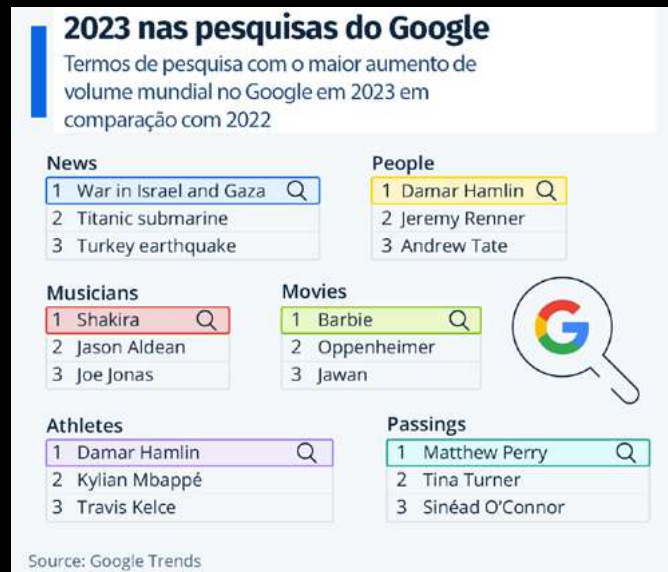 2023 nas pesquisas do Google
Termos de pesquisa com o maior aumento de
volume mundial no Google em 2023 em
comparação com 2022
News
1 War in Israel and Gaza
2 Titanic submarine
3 Turkey earthquake
People
1 Damar Hamlin
2 Jeremy Renner
3 Andrew Tate
Musicians
1 Shakira
2 Jason Aldean
3 Joe Jonas
Movies
1 Barbie
2 Oppenheimer
3 Jawan
G
Athletes
1 Damar Hamlin
2 Kylian Mbappé
3 Travis Kelce
Passings
1 Matthew Perry
2 Tina Turner
3 Sinéad O’Connor
Source: Google Trends